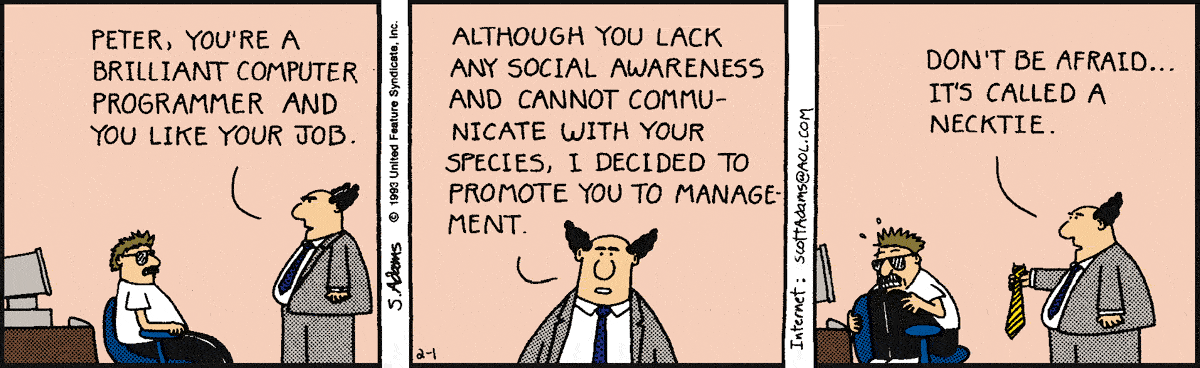 PETER, YOU'RE A
BRILLIANT COMPUTER
PROGRAMMER AND
YOU LIKE YOUR JOB.
S. Adams © 1993 United Feature Syndicate, Inc.
ALTHOUGH YOU LACK
ANY SOCIAL AWARENESS
AND CANNOT COMMU-
NICATE WITH YOUR
SPECIES, I DECIDED TO
PROMOTE YOU TO MANAGE-
MENT.
2-1
Internet: SCOTTADAMS@AOL.COM
DON'T BE AFRAID...
IT'S CALLED A
NECKTIE.